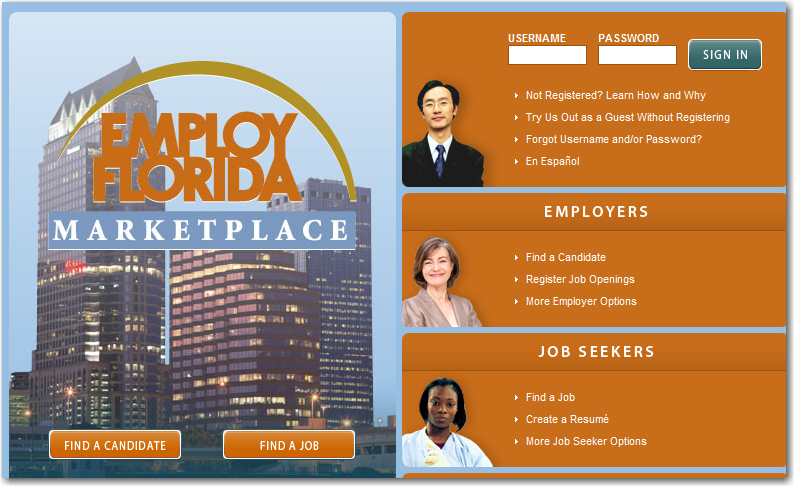 EMPLOY
FLORIDA
MARKETPLACE
FIND A CANDIDATE
FIND A JOB
USERNAME
PASSWORD
SIGN IN
Not Registered? Learn How and Why
Try Us Out as a Guest Without Registering
Forgot Username and/or Password?
En Español
EMPLOYERS
Find a Candidate
Register Job Openings
More Employer Options
JOB SEEKERS
Find a Job
Create a Resumé
More Job Seeker Options